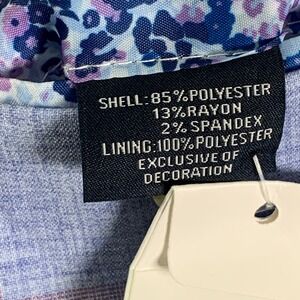 SHELL: 85%POLYESTER
13%RAYON
2% SPANDEX
LINING:100%POLYESTER
EXCLUSIVE OF
DECORATION